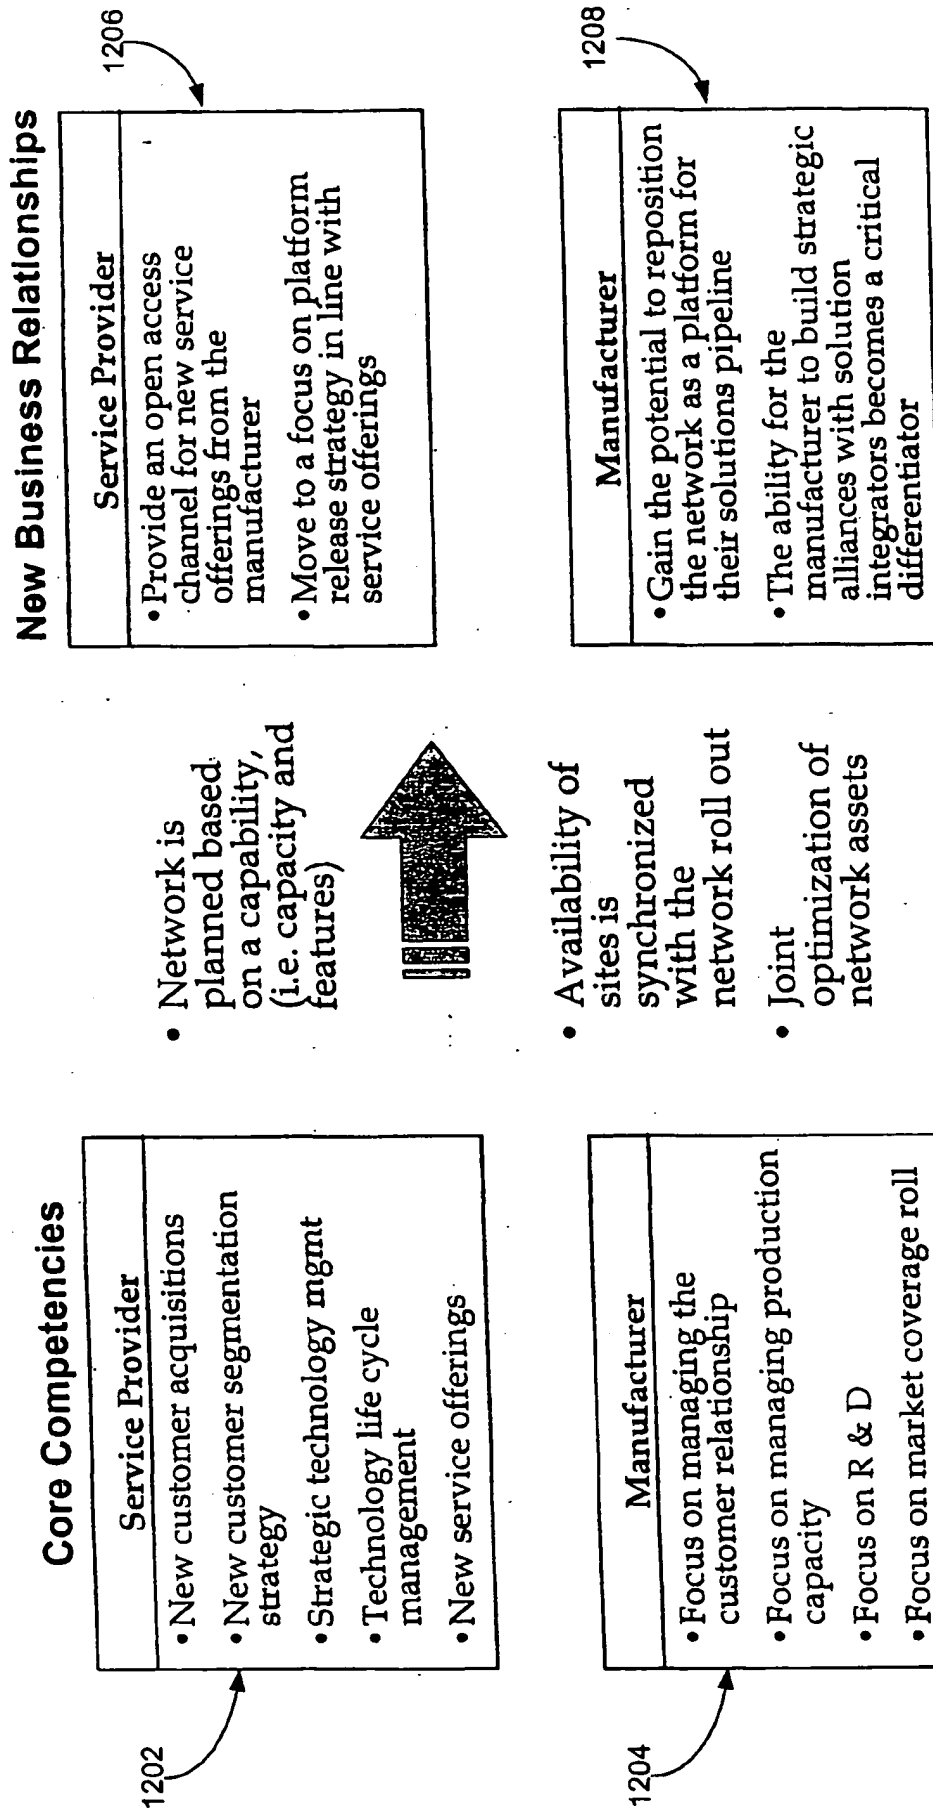 Core Competencies
1202
Service Provider
• New customer acquisitions
• New customer segmentation
strategy
• Strategic technology mgmt
• Technology life cycle
management
• New service offerings
1204
Manufacturer
• Focus on managing the
customer relationship
• Focus on managing production
capacity
• Focus on R & D
• Focus on market coverage roll
• Network is
planned based
on a capability,
(i.e. capacity and
features)
• Availability of
sites is
synchronized
with the
network roll out
• Joint
optimization of
network assets
New Business Relationships
1206
Service Provider
• Provide an open access
channel for new service
offerings from the
manufacturer
• Move to a focus on platform
release strategy in line with
service offerings
1208
Manufacturer
• Gain the potential to reposition
the network as a platform for
their solutions pipeline
• The ability for the
manufacturer to build strategic
alliances with solution
integrators becomes a critical
differentiator